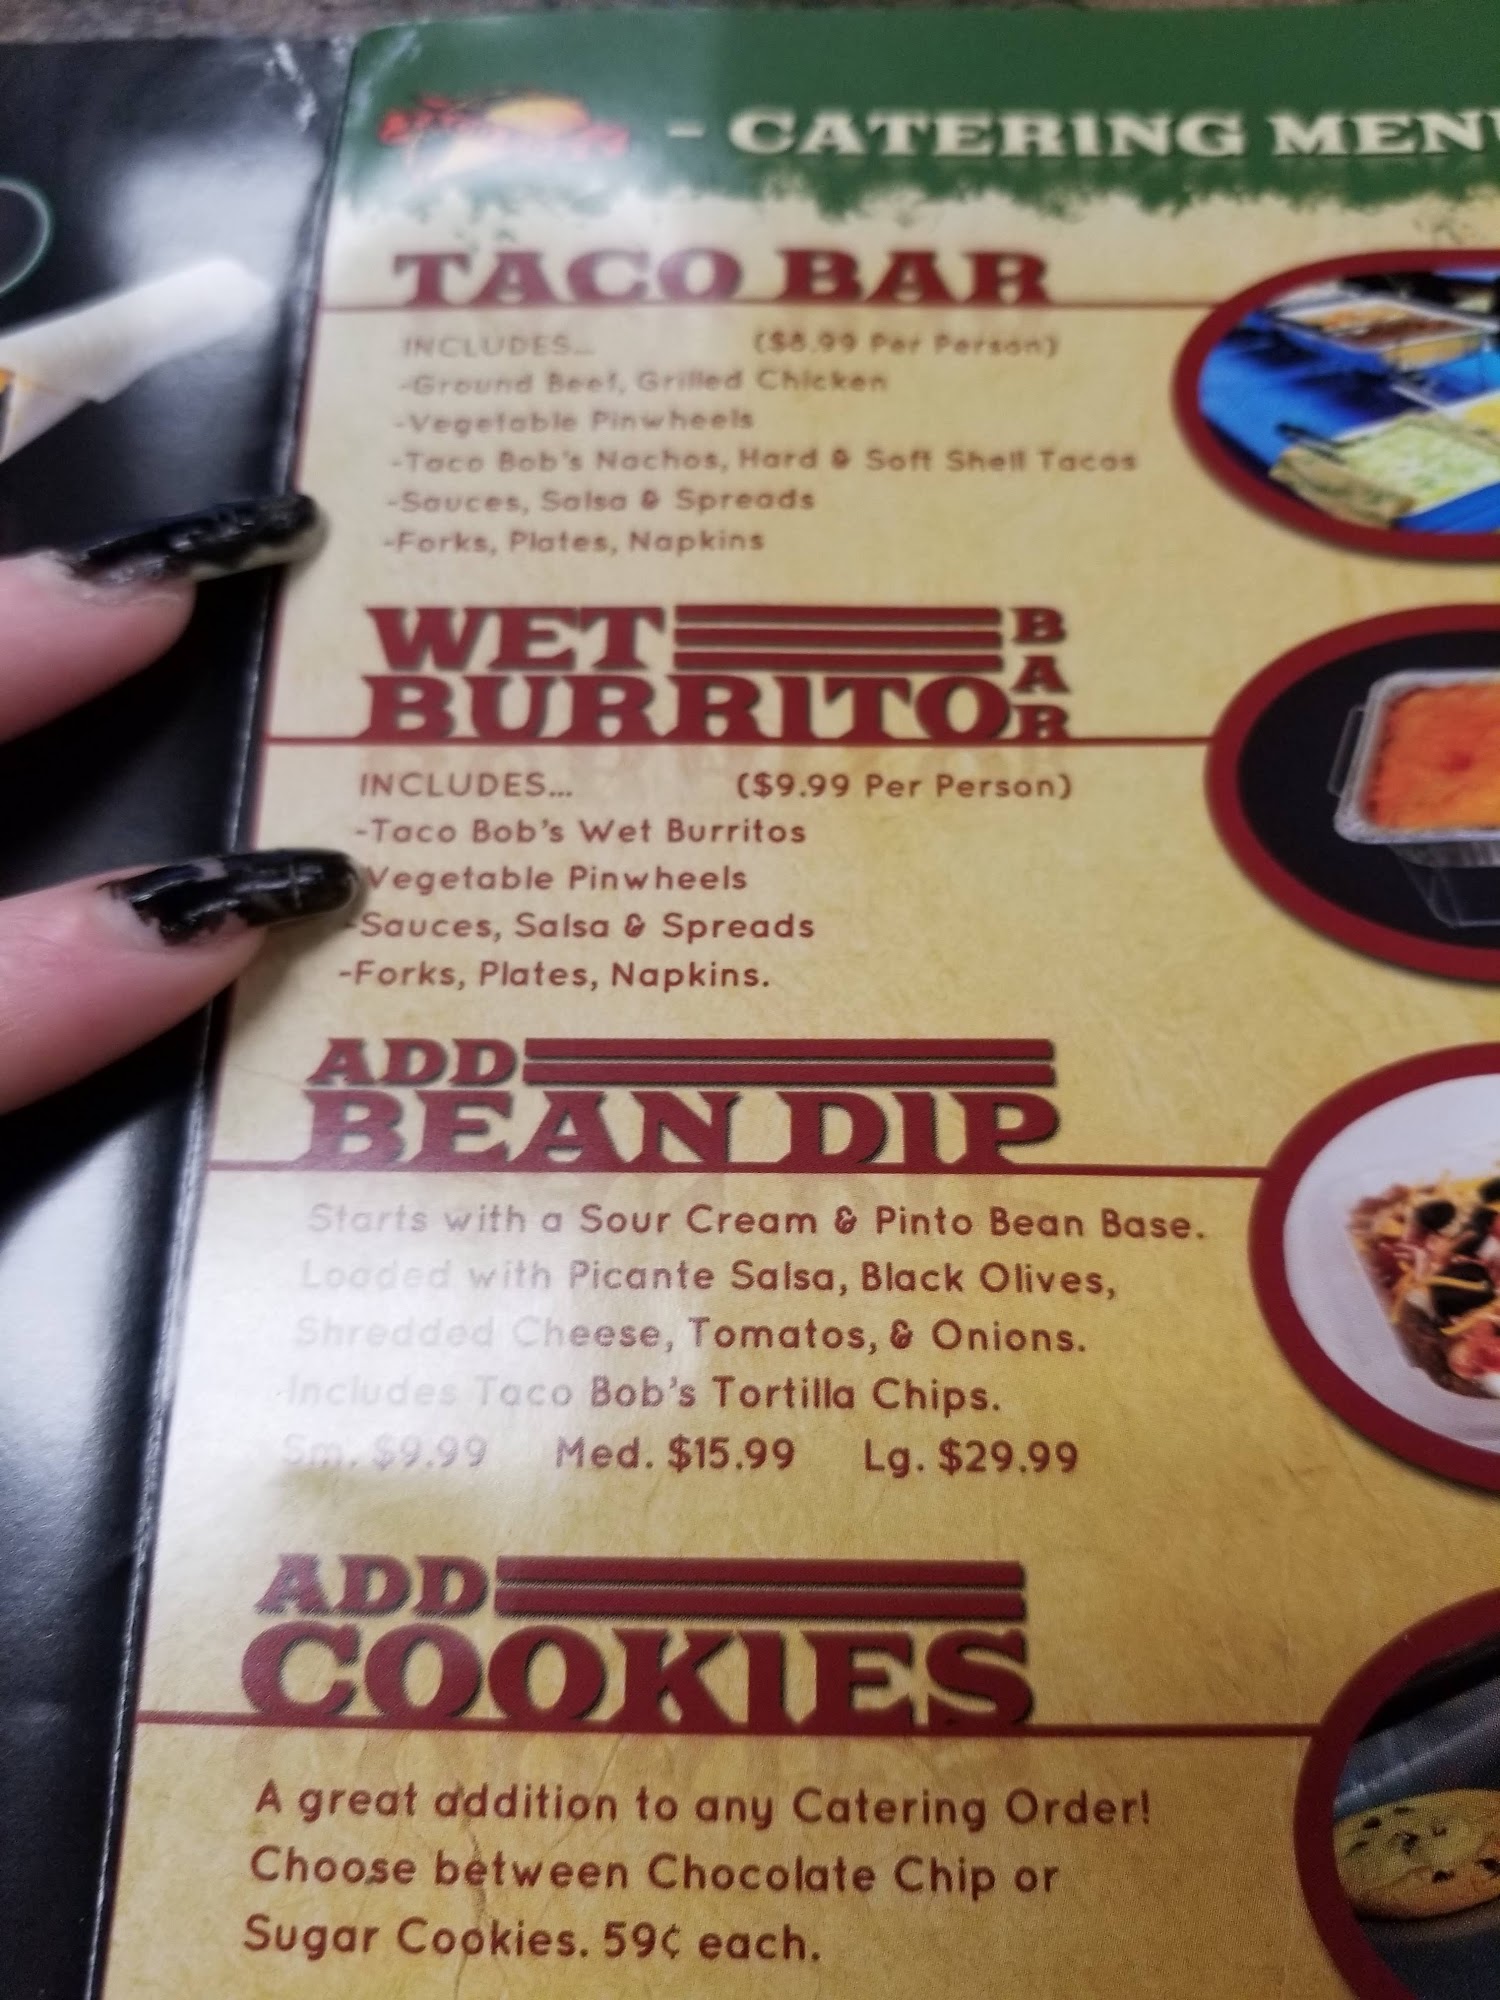 - CATERING MENU
TACO BAR
INCLUDES... ($8.99 Per Person)
-Ground Beef, Grilled Chicken
-Vegetable Pinwheels
-Taco Bob's Nachos, Hard & Soft Shell Tacos
-Sauces, Salsa & Spreads
-Forks, Plates, Napkins
WET BURRITO BAR
INCLUDES... ($9.99 Per Person)
-Taco Bob's Wet Burritos
Vegetable Pinwheels
-Sauces, Salsa & Spreads
-Forks, Plates, Napkins.
ADD
BEAN DIP
Starts with a Sour Cream & Pinto Bean Base.
Loaded with Picante Salsa, Black Olives,
Shredded Cheese, Tomatos, & Onions.
Includes Taco Bob's Tortilla Chips.
Sm. $9.99 Med. $15.99 Lg. $29.99
ADD
COOKIES
A great addition to any Catering Order!
Choose between Chocolate Chip or
Sugar Cookies. 59¢ each.